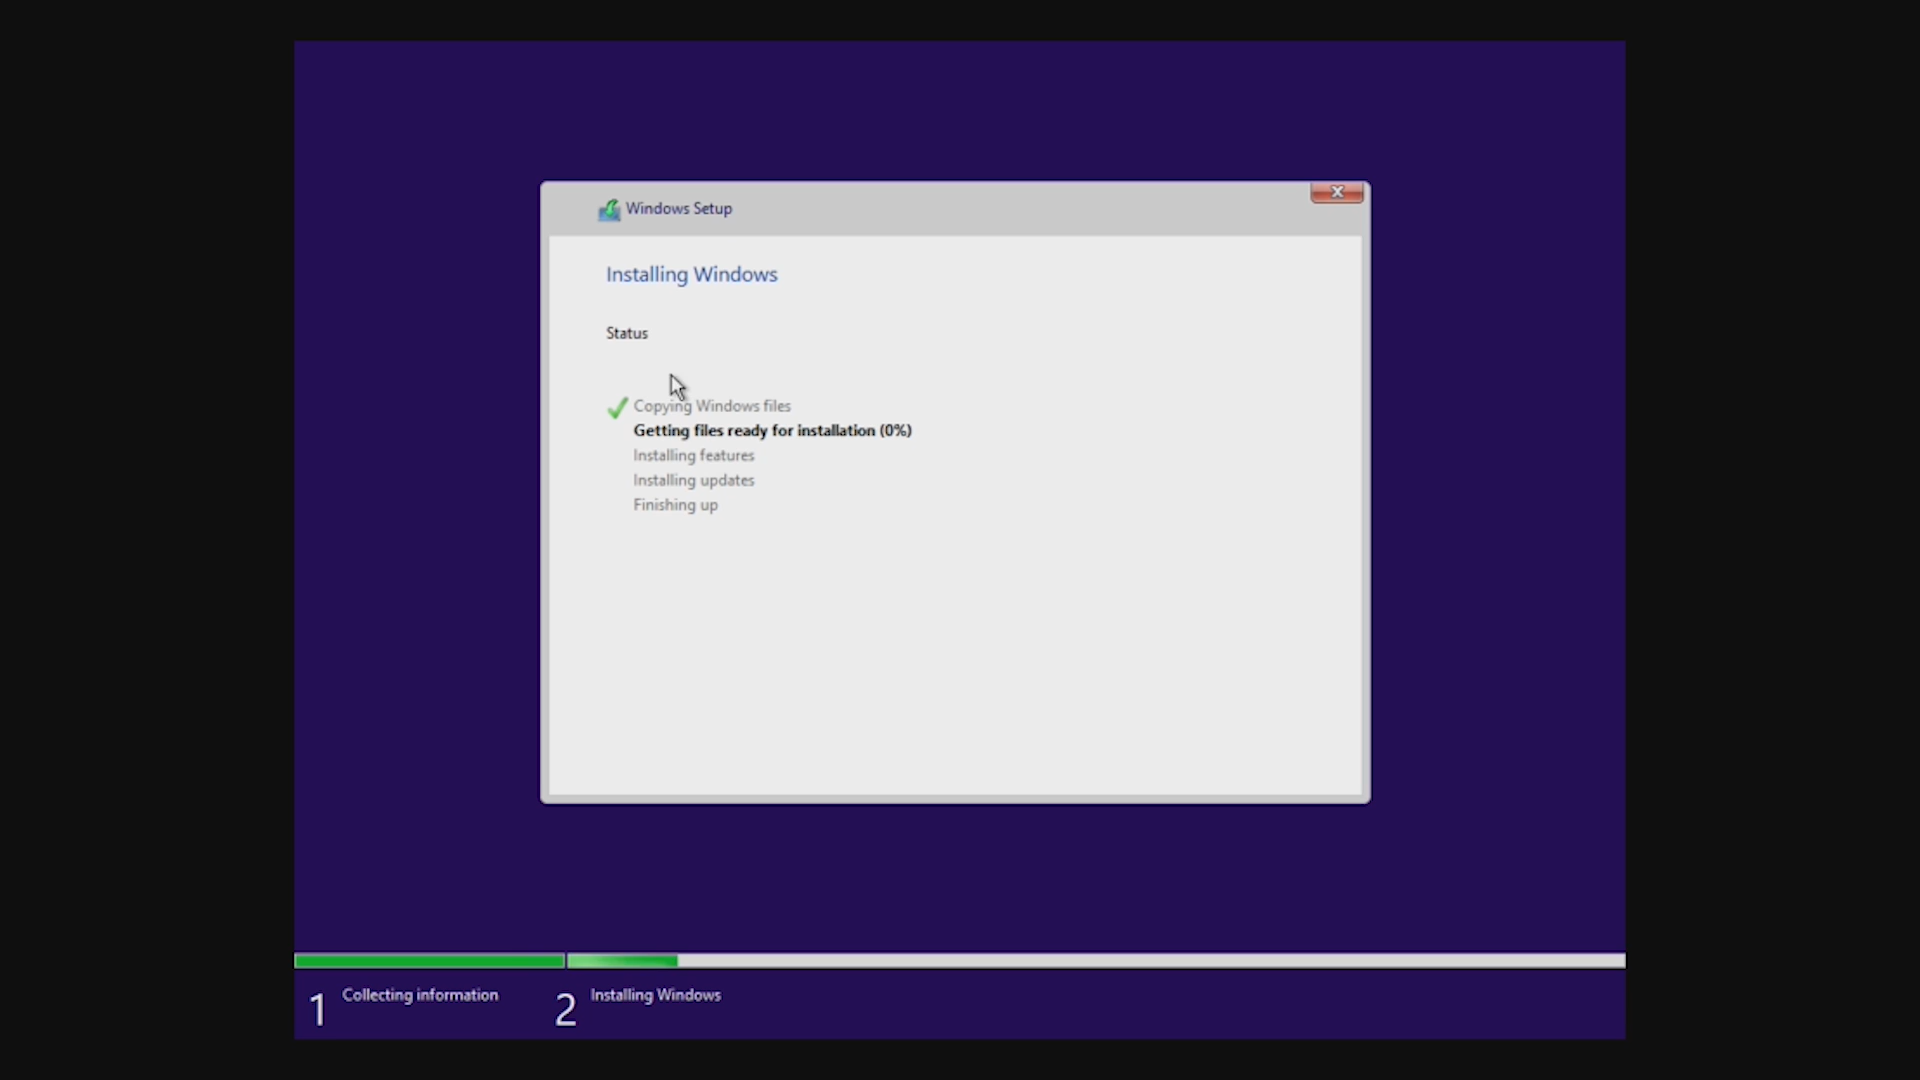 Windows Setup
Installing Windows
Status
Copying Windows files
Getting files ready for installation (0%)
Installing features
Installing updates
Finishing up
1 Collecting information
2 Installing Windows